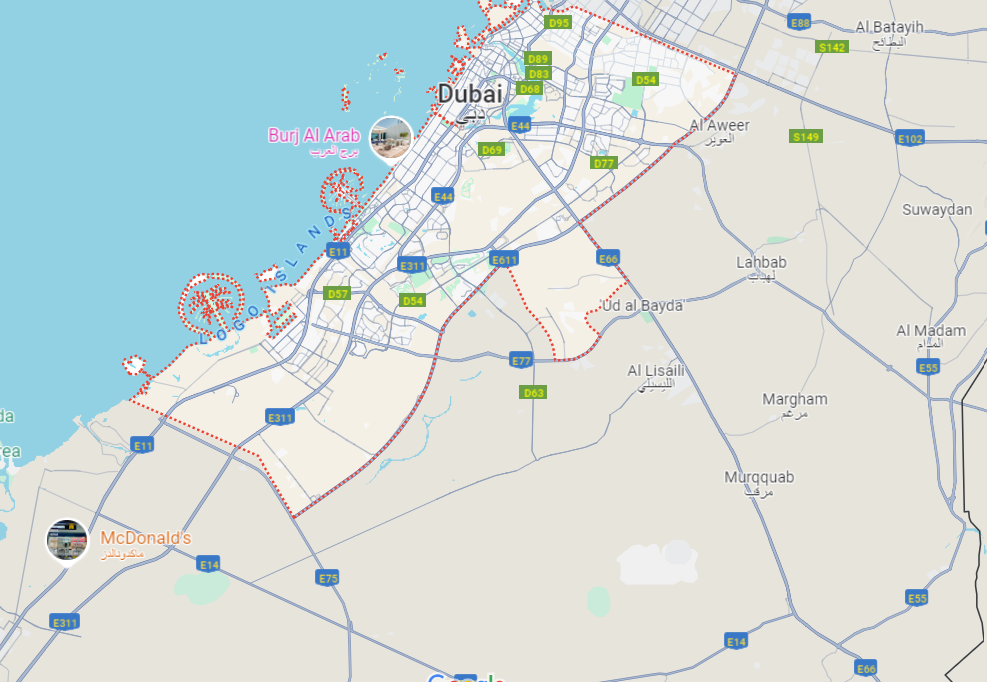 D95
E88
Al Batayih
البطائح
S142
D89
D83
D68
D54
Dubai
دبي
Burj Al Arab
برج العرب
E44
Al Aweer
العوير
S149
E102
D69
D77
E44
Suwaydan
LOGO ISLANDS
E11
E311
E611
E66
Lahbab
لهباب
D57
D54
'Ud al Bayda'
Al Madam
المدام
E77
E55
Al Lisaili
الليسيلي
D63
Margham
مرغم
E311
E11
Murqquab
مرقب
McDonald's
ماكدونالدز
E14
E75
E311
E55
E14
E66
Google